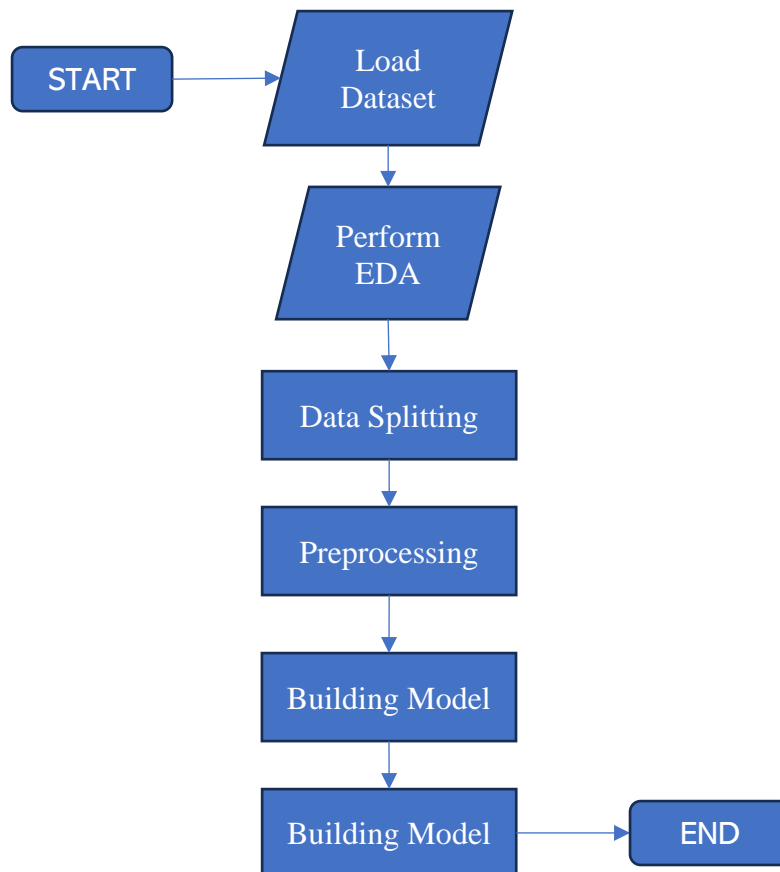 START
Load
Dataset
Perform
EDA
Data Splitting
Preprocessing
Building Model
Building Model
END